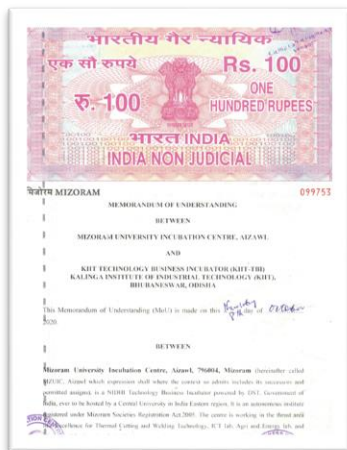 भारतीय गैर न्यायिक
एक सौ रुपये
Rs. 100
रु. 100
ONE
HUNDRED RUPEES
भारत INDIA
INDIA NON JUDICIAL
मिजोरम MIZORAM
099753
MEMORANDUM OF UNDERSTANDING
BETWEEN
MIZORAM UNIVERSITY INCUBATION CENTRE, AIZAWL
AND
KIIT TECHNOLOGY BUSINESS INCUBATOR (KIIT-TBI)
KALINGA INSTITUTE OF INDUSTRIAL TECHNOLOGY (KIIT),
BHUBANESWAR, ODISHA
This Memorandum of Understanding (MoU) is made on this day of October
2020
BETWEEN
Mizoram University Incubation Centre, Aizawl, 796004, Mizoram (hereinafter called
MZUIC, Aizawl which expression shall where the context so admits includes its successors and
permitted assigns), is a NIDHI Technology Business Incubator powered by DST, Government of
India, ever to be hosted by a Central University in India Eastern region. It is an autonomous institute
registered under Mizoram Societies Registration Act 2005. The centre is working in the thrust area
of Excellence for Thermal Cutting and Welding Technology, ICT lab, Agri and Energy lab, and